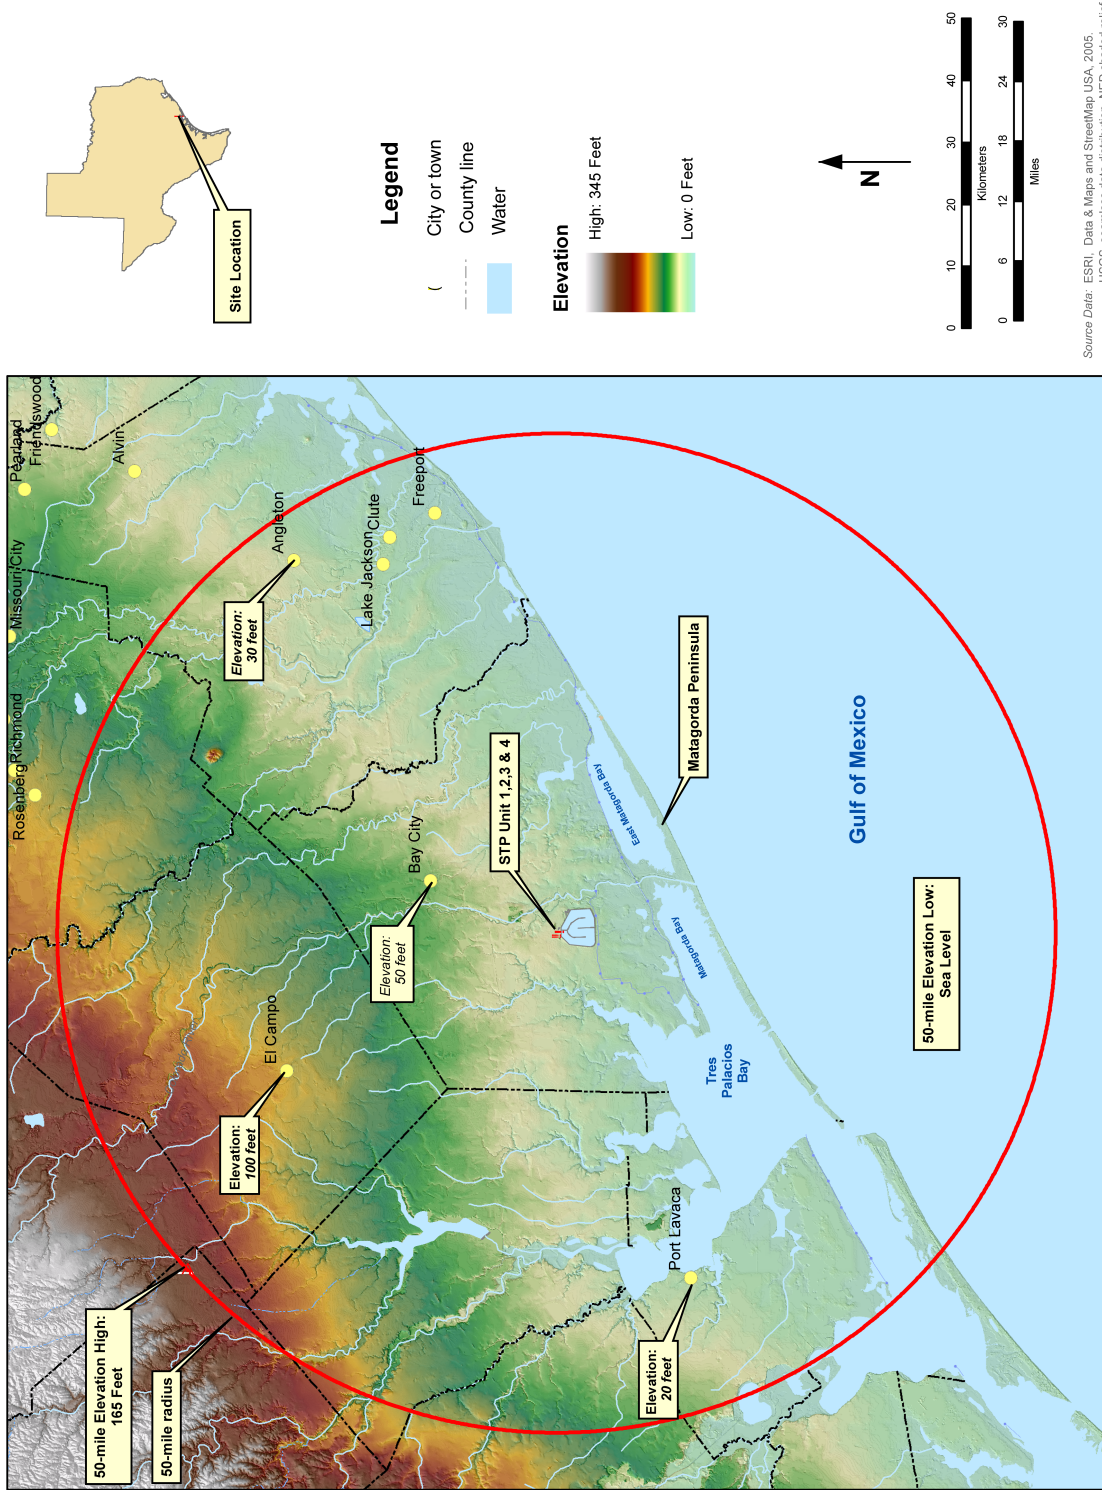 Site Location
Legend
City or town
County line
Water
Elevation
High: 345 Feet
Low: 0 Feet
N
0 10 20 30 40 50
Kilometers
0 6 12 18 24 30
Miles
Source Data: ESRI, Data & Maps and StreetMap USA, 2005.
Pearland
Friendswood
Alvin
Missouri City
Richmond
Rosenberg
Angleton
Elevation:
30 feet
Lake Jackson
Clute
Freeport
Bay City
Elevation:
50 feet
STP Unit 1,2,3 & 4
El Campo
Elevation:
100 feet
50-mile Elevation High:
165 Feet
50-mile radius
Port Lavaca
Elevation:
20 feet
East Matagorda Bay
Matagorda Bay
Matagorda Peninsula
Tres
Palacios
Bay
Gulf of Mexico
50-mile Elevation Low:
Sea Level